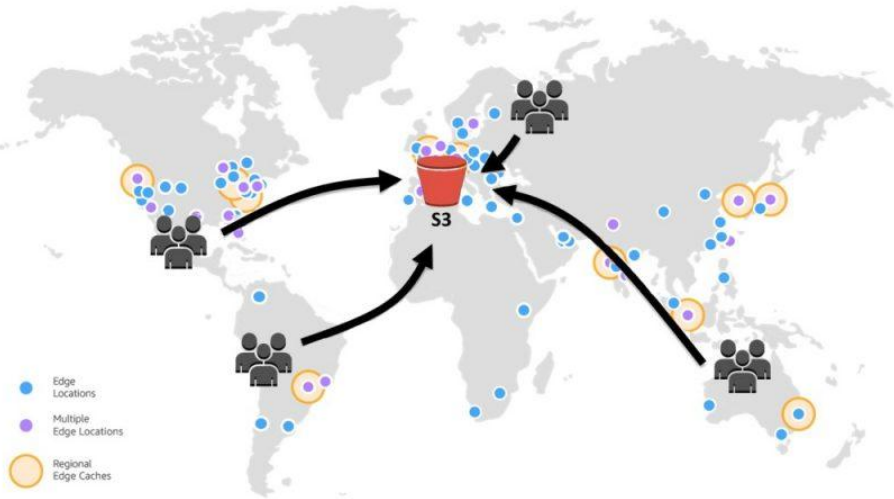 S3
Edge
Locations
Multiple
Edge Locations
Regional
Edge Caches